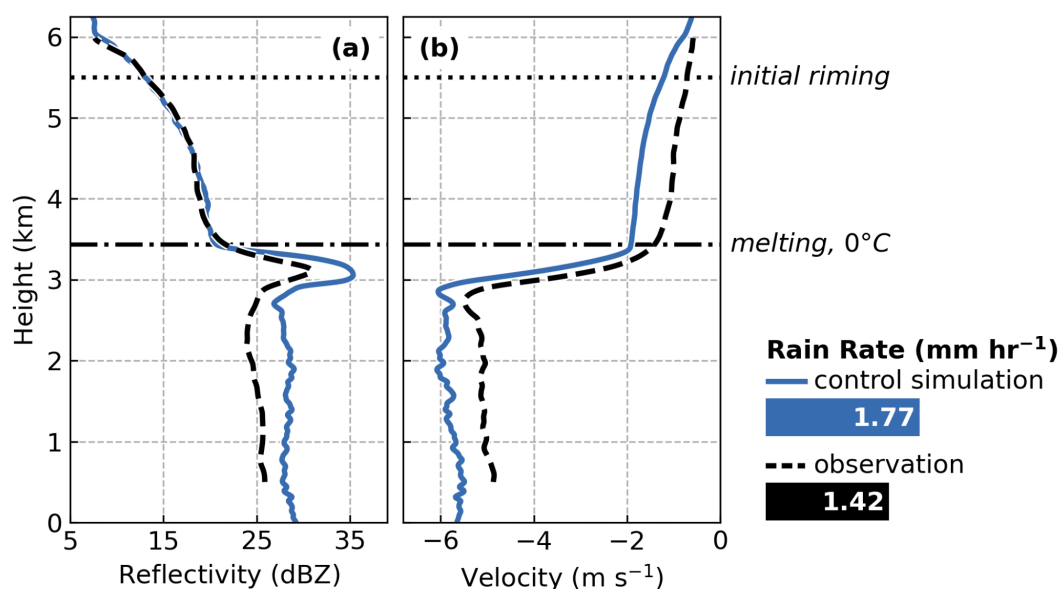 (a)
(b)
6
5
4
3
2
1
0
Height (km)
5
15
25
35
Reflectivity (dBZ)
−6
−4
−2
0
Velocity (m s⁻¹)
initial riming
melting, 0°C
Rain Rate (mm hr⁻¹)
control simulation
1.77
observation
1.42